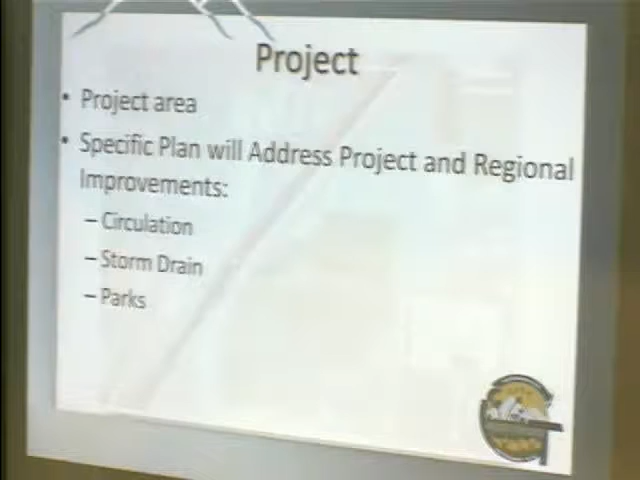 Project
• Project area
• Specific Plan will Address Project and Regional
Improvements:
– Circulation
– Storm Drain
– Parks